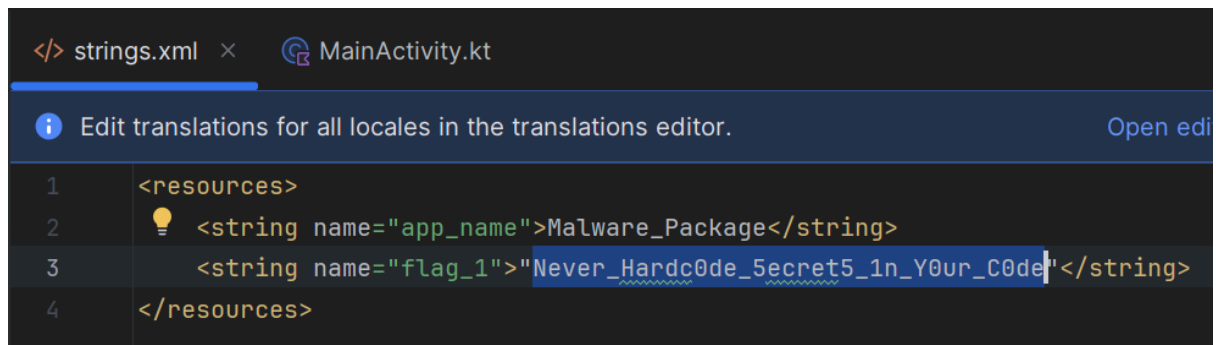 </> strings.xml ×
MainActivity.kt
Edit translations for all locales in the translations editor.
Open edi
1 <resources>
2 <string name="app_name">Malware_Package</string>
3 <string name="flag_1">"Never_Hardc0de_5ecret5_1n_Y0ur_C0de"</string>
4 </resources>